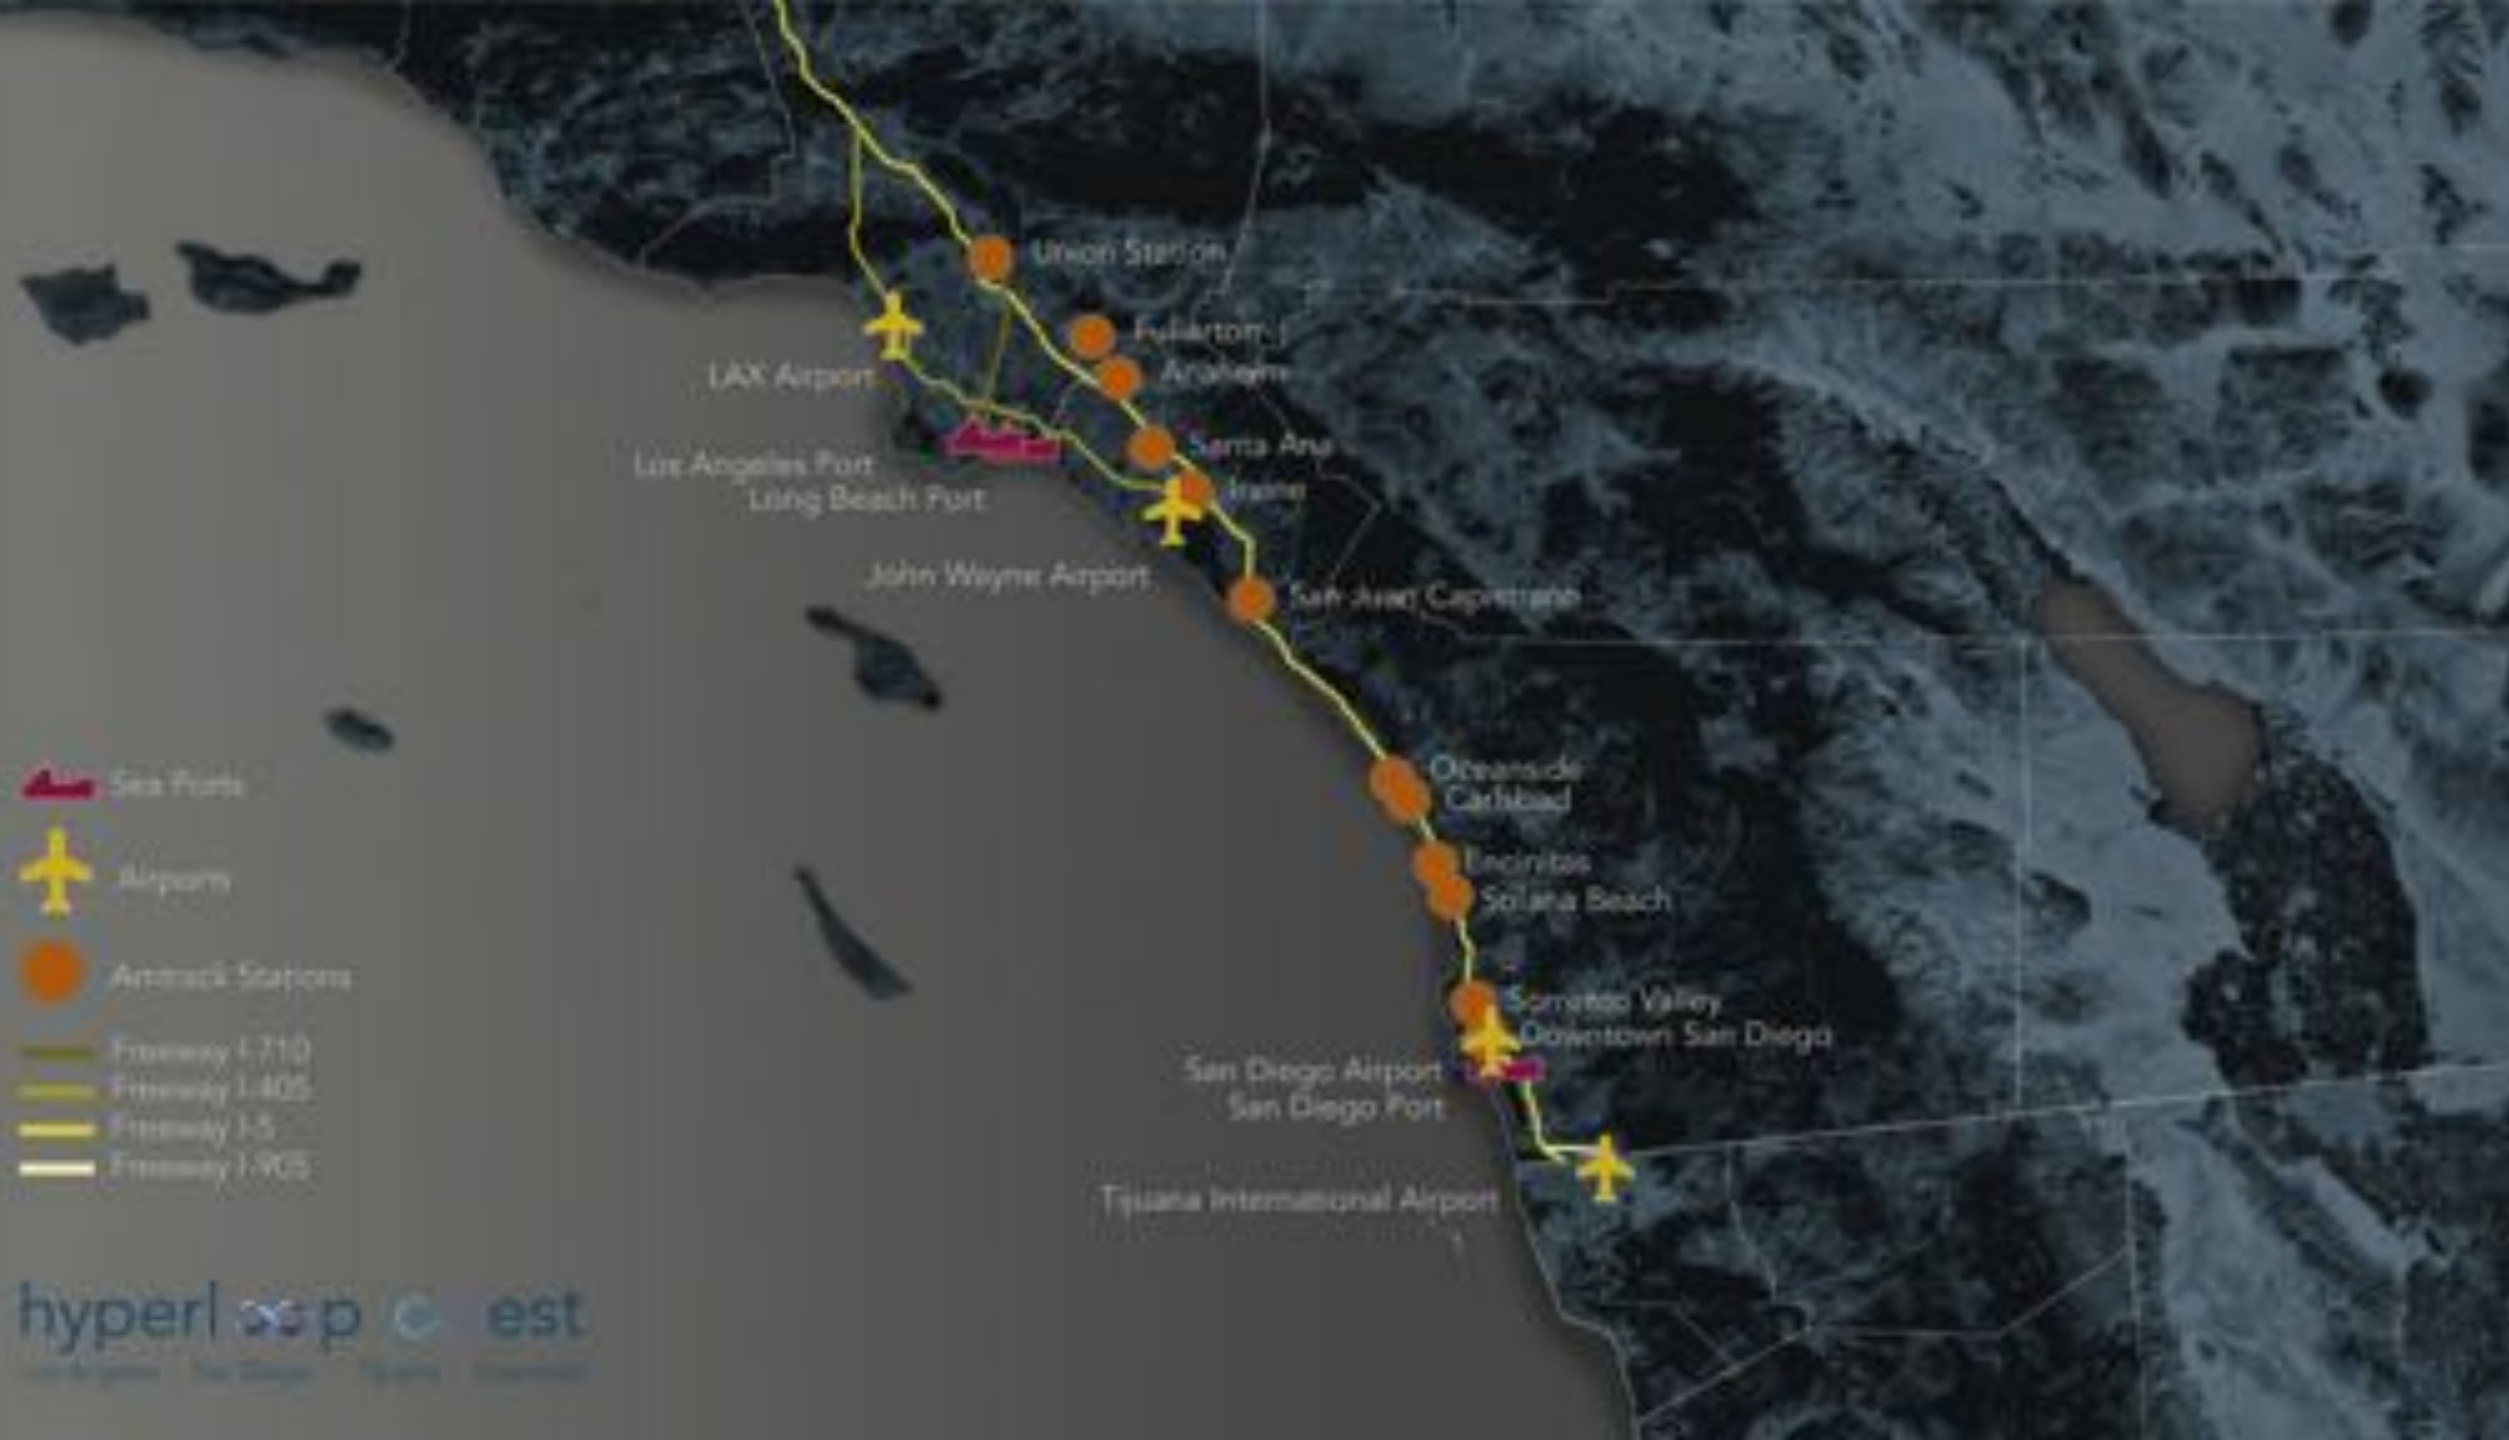 Union Station
Fullerton
Anaheim
LAX Airport
Santa Ana
Los Angeles Port
Irvine
Long Beach Port
John Wayne Airport
San Juan Capistrano
Oceanside
Carlsbad
Sea Ports
Encinitas
Airports
Solana Beach
Amtrack Stations
Sorrento Valley
Downtown San Diego
Freeway I-710
San Diego Airport
Freeway I-405
San Diego Port
Freeway I-5
Freeway I-905
Tijuana International Airport
hyperloop est